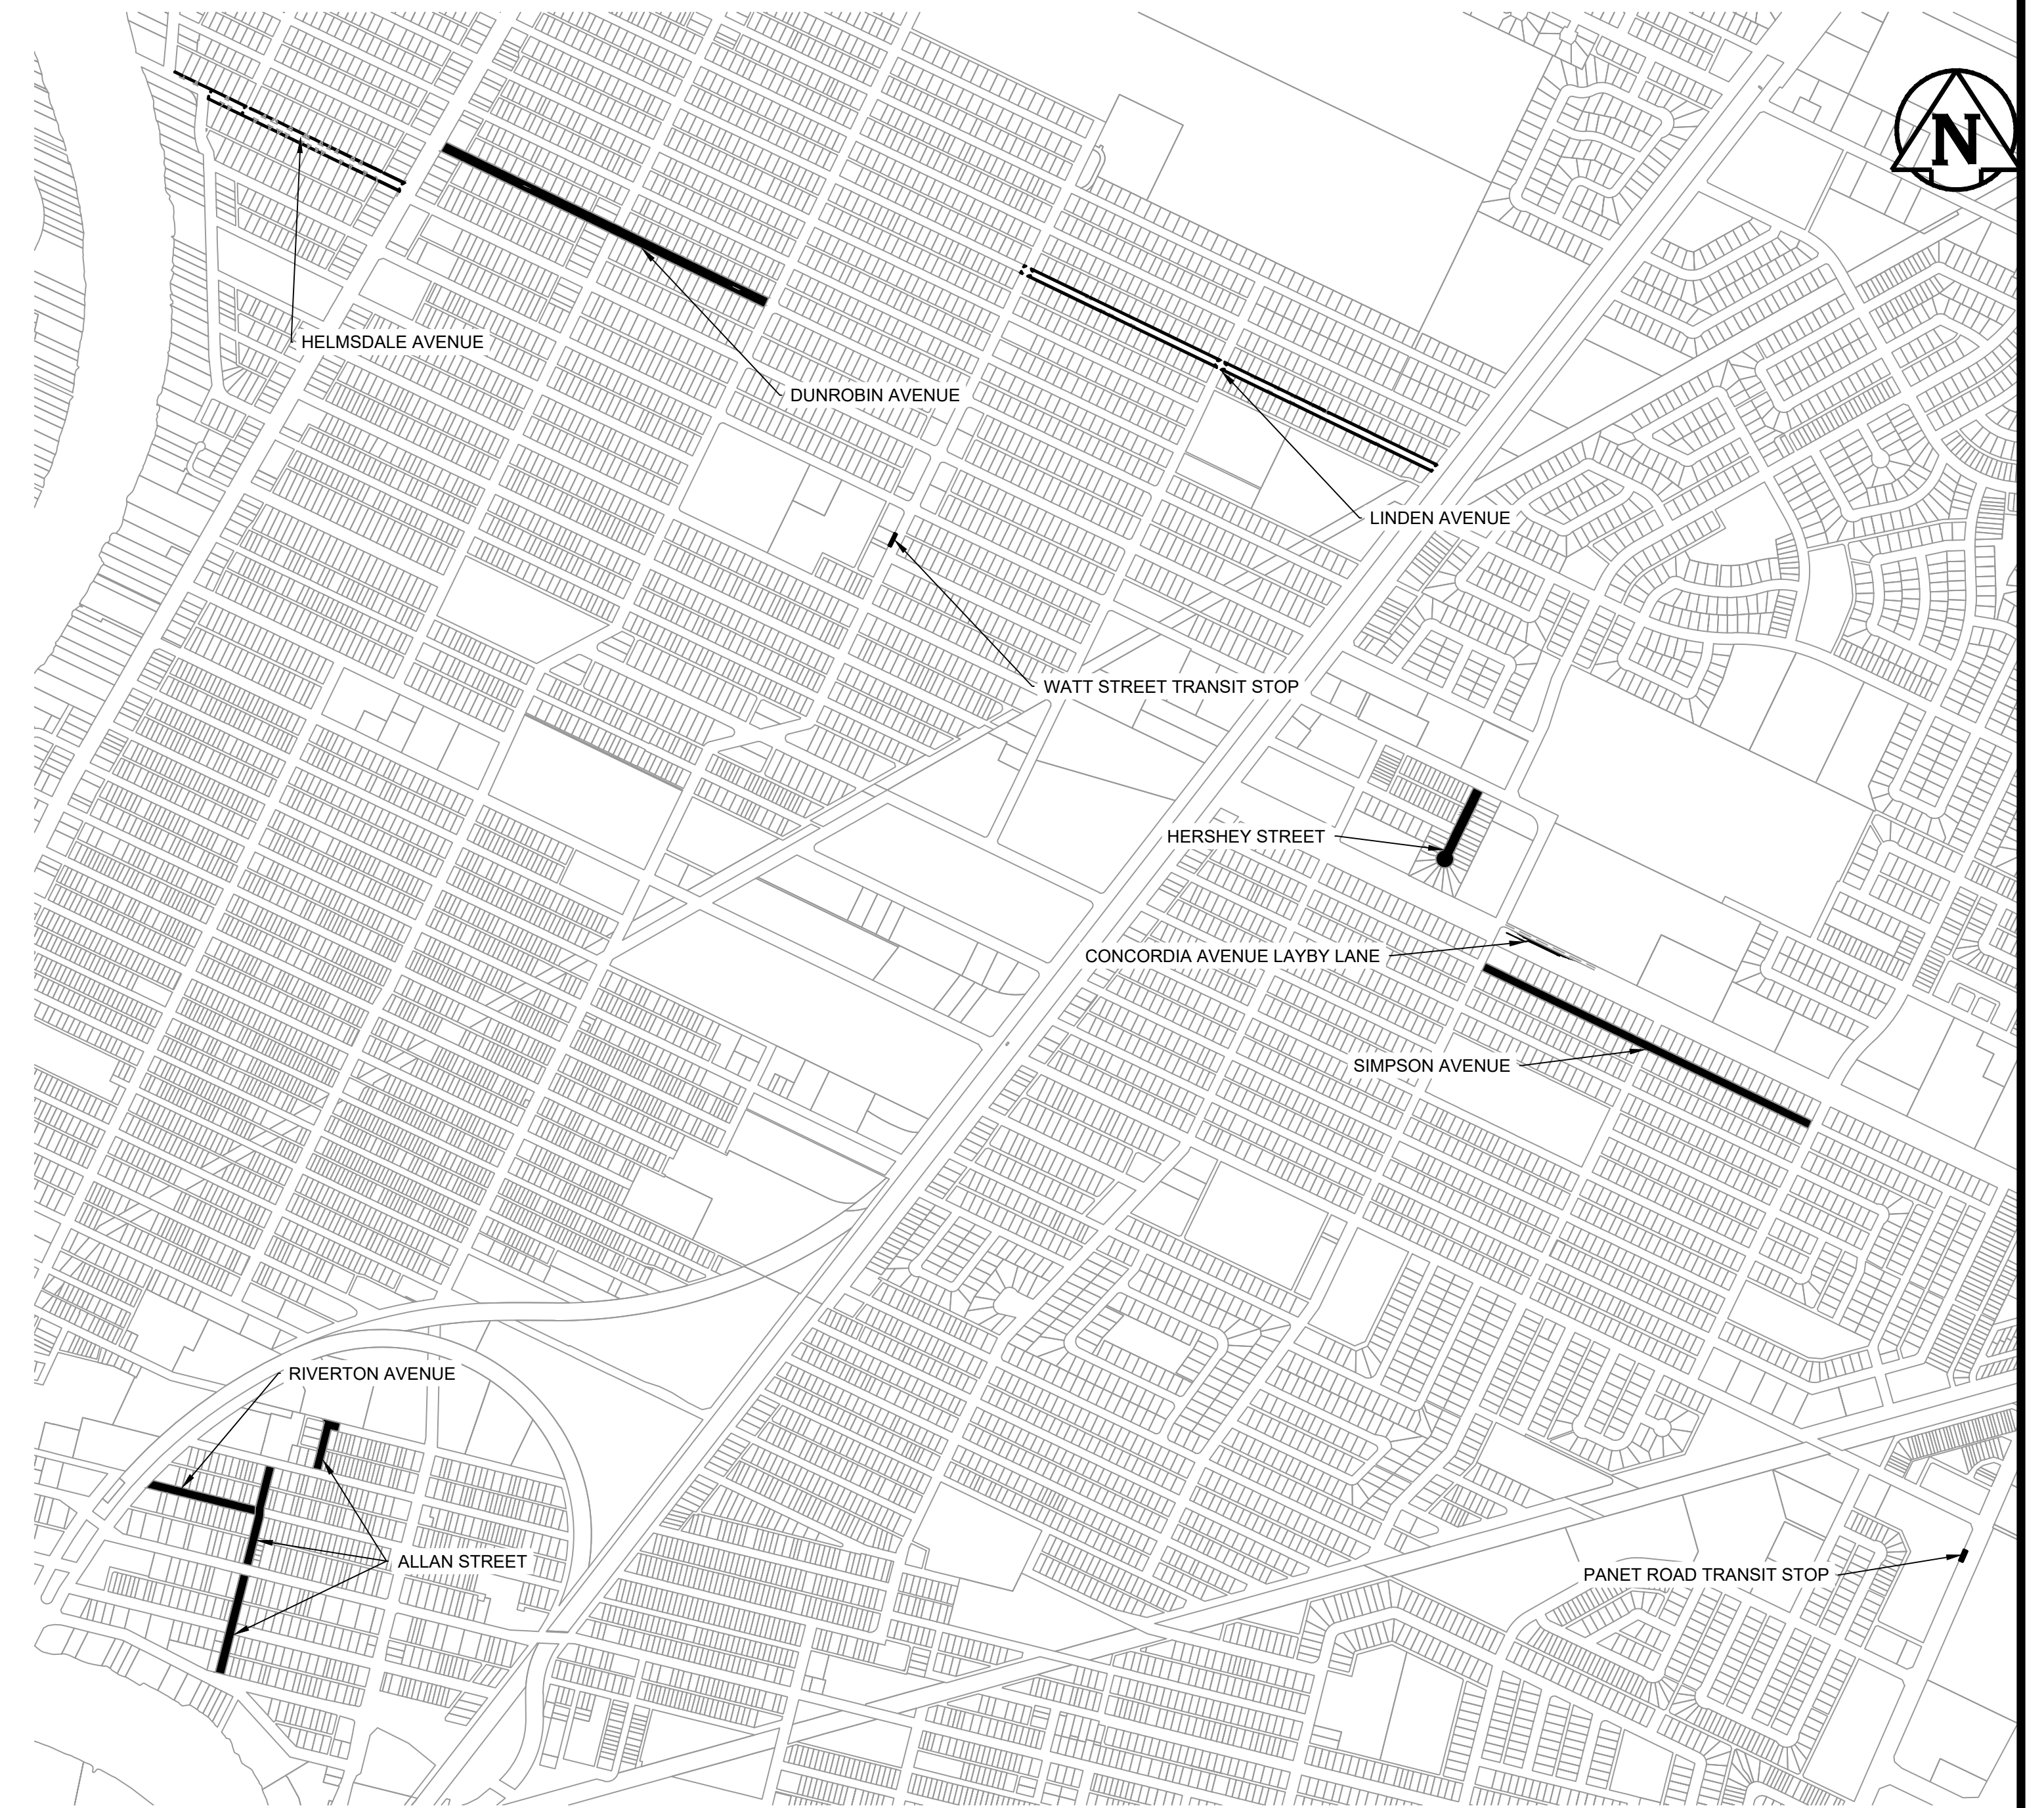 N
HELMSDALE AVENUE
DUNROBIN AVENUE
LINDEN AVENUE
WATT STREET TRANSIT STOP
HERSHEY STREET
CONCORDIA AVENUE LAYBY LANE
SIMPSON AVENUE
RIVERTON AVENUE
ALLAN STREET
PANET ROAD TRANSIT STOP